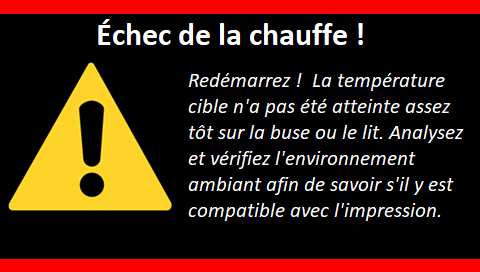 Échec de la chauffe !
Redémarrez !  La température
cible n'a pas été atteinte assez
tôt sur la buse ou le lit. Analysez
et vérifiez l'environnement
ambiant afin de savoir s'il y est
compatible avec l'impression.